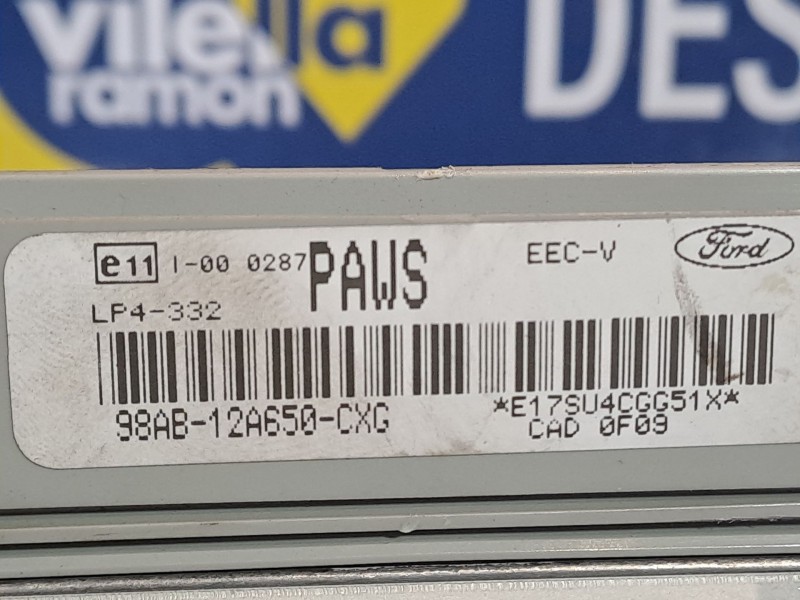 vilella
ramon
DES
e11 I-00 0287 PAWS EEC-V Ford
LP4-332
98AB-12A650-CXG *E17SU4CGG51X*
CAD 0F09